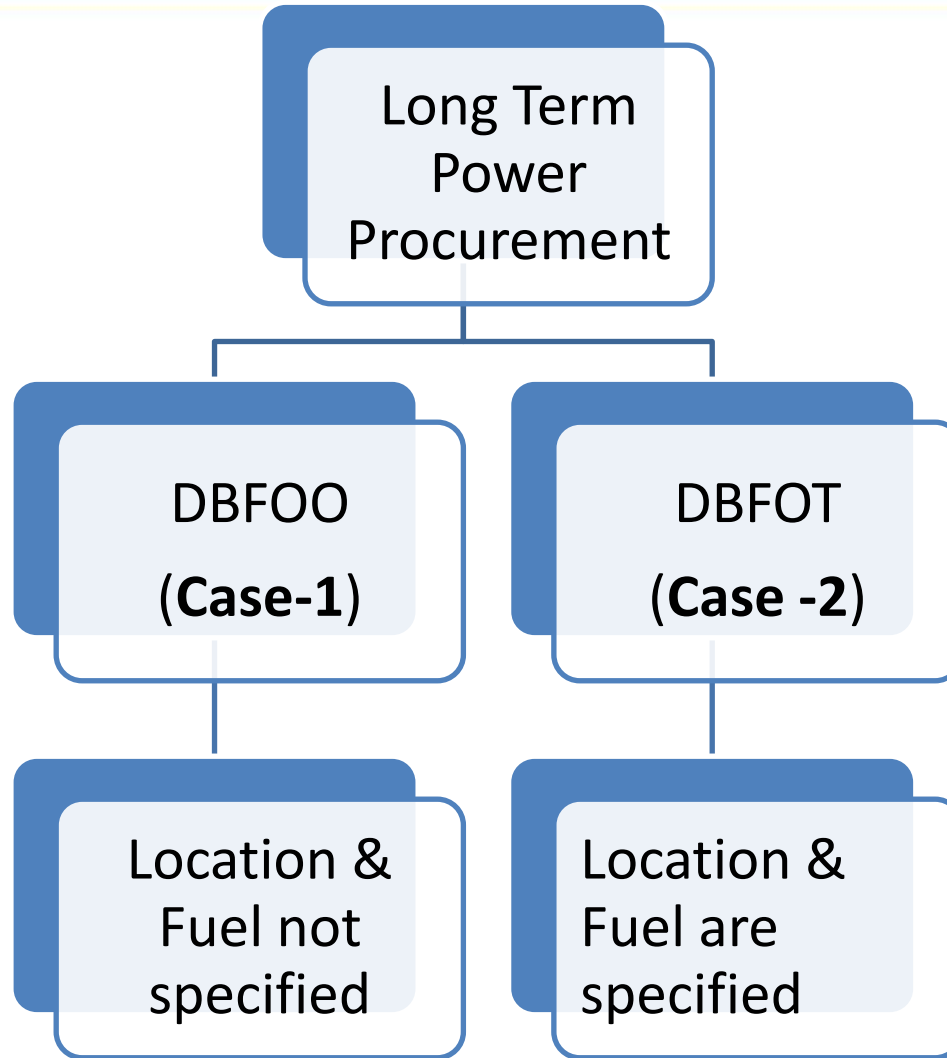 Long Term
Power
Procurement
DBFOO
(Case-1)
DBFOT
(Case -2)
Location &
Fuel not
specified
Location &
Fuel are
specified